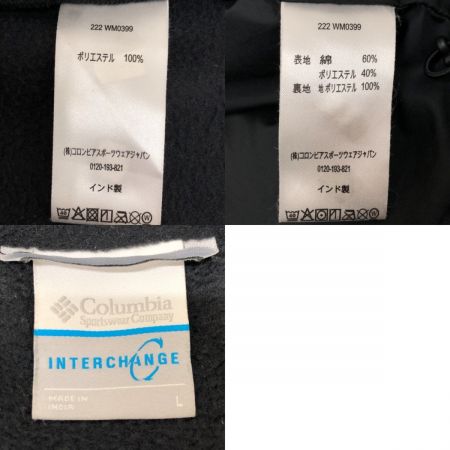 222 WM0399
ポリエステル 100%
(株)コロンビアスポーツウェアジャパン
0120-193-821
インド製
222 WM0399
表地 綿 60%
ポリエステル 40%
裏地 地ポリエステル 100%
(株)コロンビアスポーツウェアジャパン
0120-193-821
インド製
Columbia
Sportswear Company
INTERCHANGE
MADE IN
INDIA
L